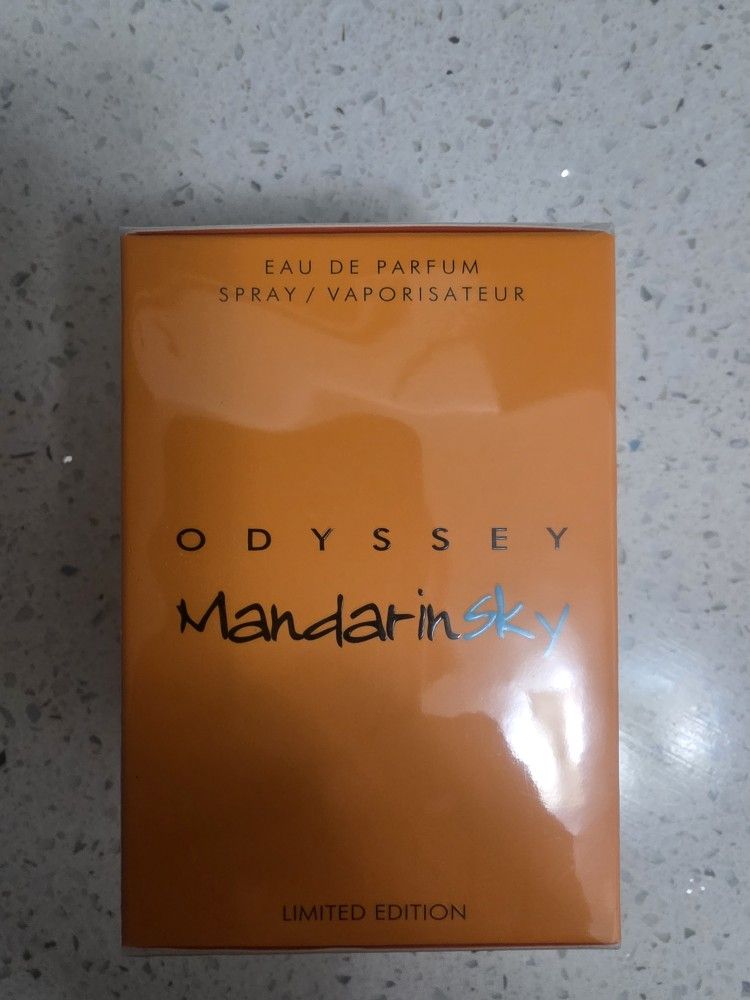 EAU DE PARFUM
SPRAY / VAPORISATEUR
ODYSSEY
Mandarinsky
LIMITED EDITION